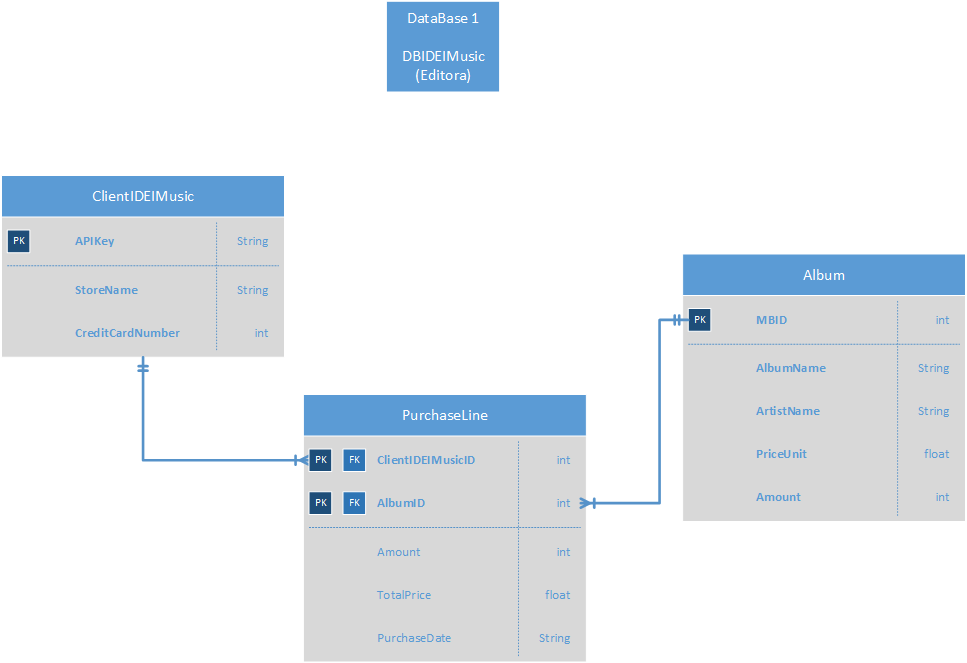 DataBase 1
DBIDEIMusic
(Editora)
ClientIDEIMusic
PK APIKey String
StoreName String
CreditCardNumber int
Album
PK MBID int
AlbumName String
ArtistName String
PriceUnit float
Amount int
PurchaseLine
PK FK ClientIDEIMusicID int
PK FK AlbumID int
Amount int
TotalPrice float
PurchaseDate String